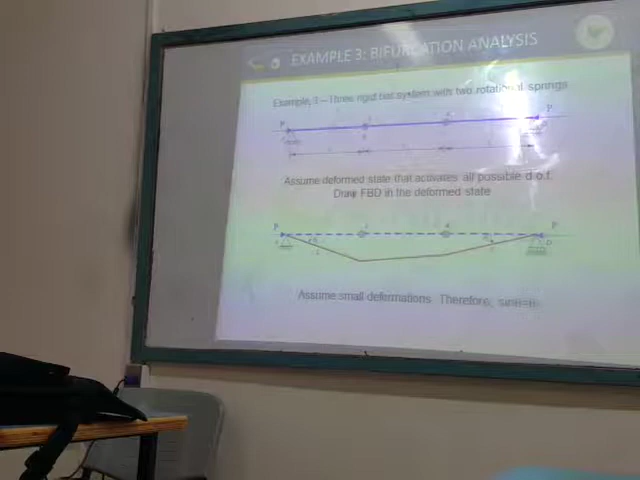 EXAMPLE 3: BIFURCATION ANALYSIS
Example 3 – Three rigid bar system with two rotational springs
P
P
Assume deformed state that activates all possible d.o.f.
Draw FBD in the deformed state
P
P
D
Assume small deformations. Therefore, sinθ=θ